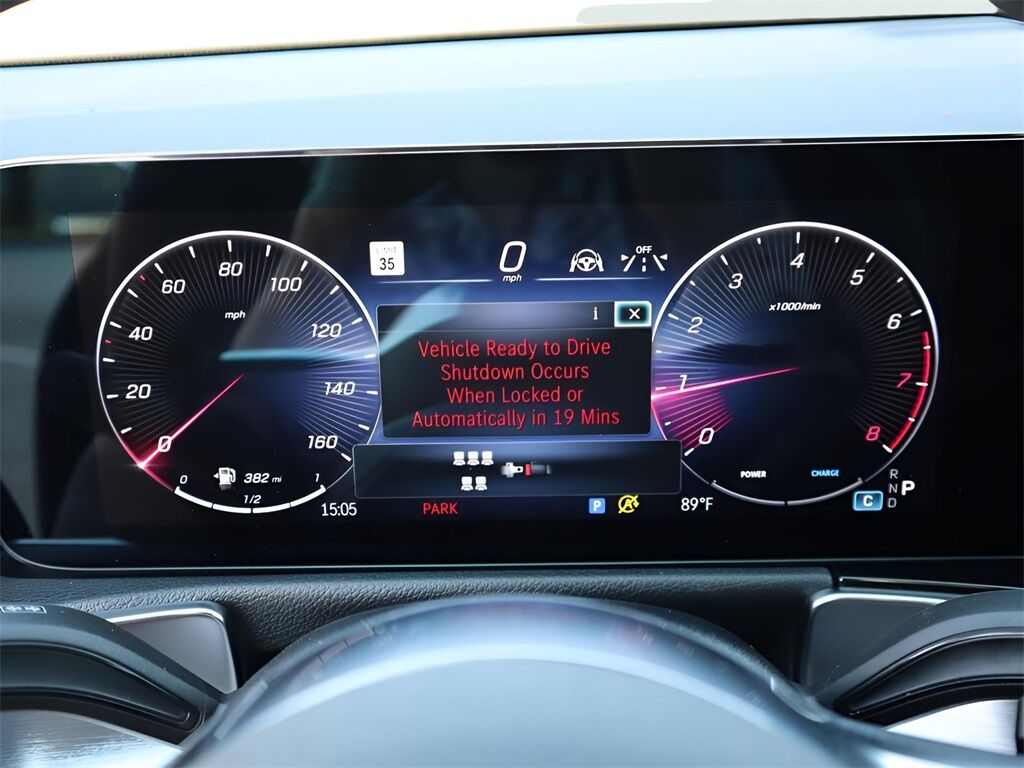 LIMIT
35
0
mph
OFF
i
Vehicle Ready to Drive
Shutdown Occurs
When Locked or
Automatically in 19 Mins
0
20
40
60
80
100
120
140
160
mph
0
1/2
1
382 mi
15:05
PARK
P
A
89°F
0
1
2
3
4
5
6
7
8
x1000/min
POWER
CHARGE
C
R
N
D
P